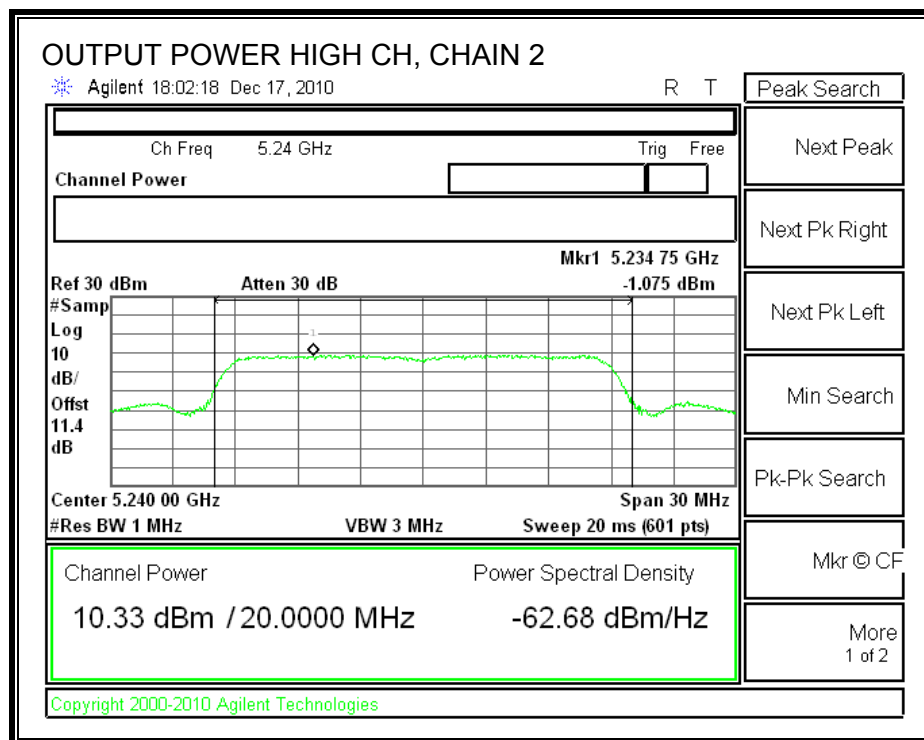 OUTPUT POWER HIGH CH, CHAIN 2
Agilent 18:02:18 Dec 17, 2010 R T
Peak Search
Ch Freq 5.24 GHz Trig Free
Channel Power
Mkr1 5.234 75 GHz
Ref 30 dBm Atten 30 dB -1.075 dBm
#Samp
Log
10
dB/
Offst
11.4
dB
1
Center 5.240 00 GHz Span 30 MHz
#Res BW 1 MHz VBW 3 MHz Sweep 20 ms (601 pts)
Channel Power Power Spectral Density
10.33 dBm / 20.0000 MHz -62.68 dBm/Hz
Copyright 2000-2010 Agilent Technologies
Next Peak
Next Pk Right
Next Pk Left
Min Search
Pk-Pk Search
Mkr © CF
More
1 of 2